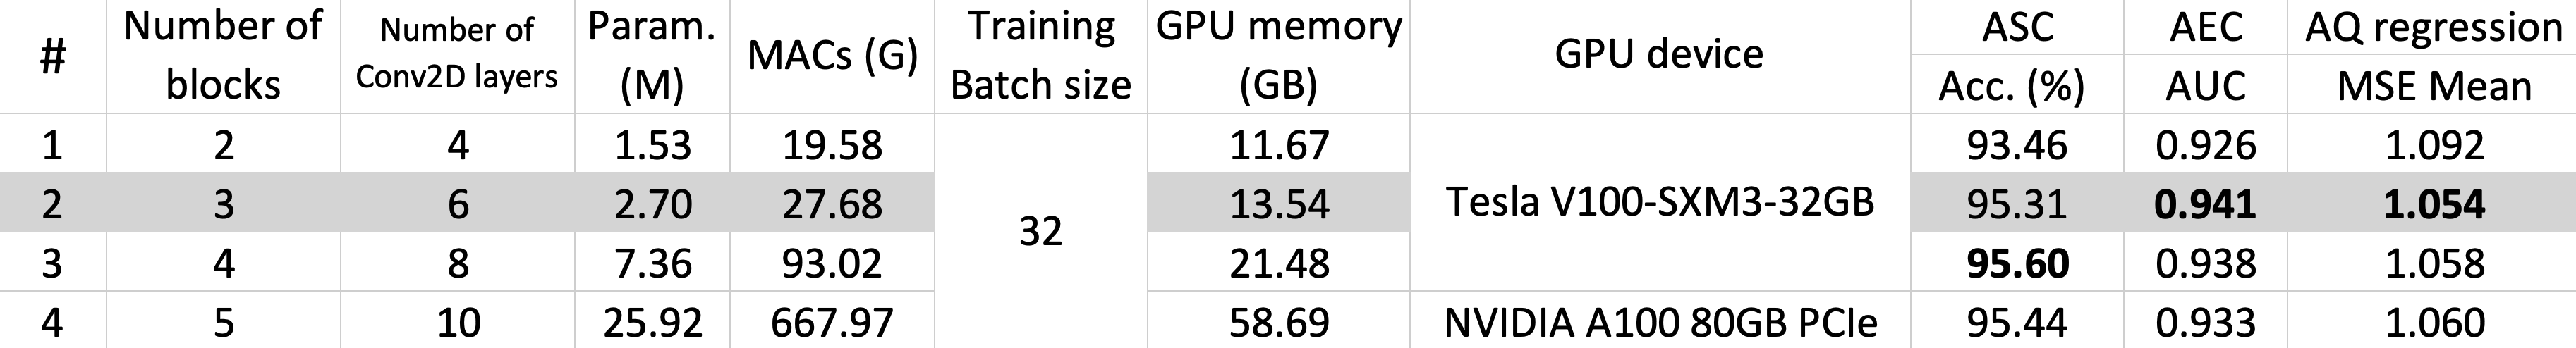 # Number of blocks Number of Conv2D layers Param. (M) MACs (G) Training Batch size GPU memory (GB) GPU device ASC Acc. (%) AEC AUC AQ regression MSE Mean
1 2 4 1.53 19.58 32 11.67 Tesla V100-SXM3-32GB 93.46 0.926 1.092
2 3 6 2.70 27.68 13.54 95.31 0.941 1.054
3 4 8 7.36 93.02 21.48 95.60 0.938 1.058
4 5 10 25.92 667.97 58.69 NVIDIA A100 80GB PCIe 95.44 0.933 1.060